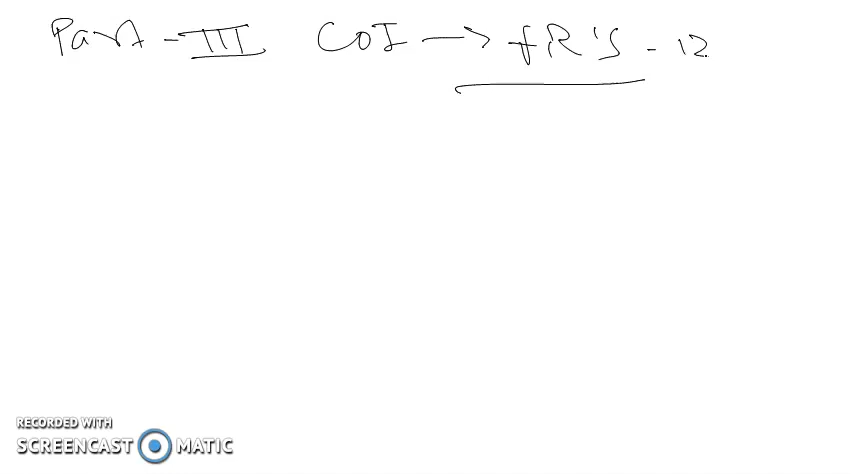 Part - III COI → FR's - 12
RECORDED WITH
SCREENCAST MATIC